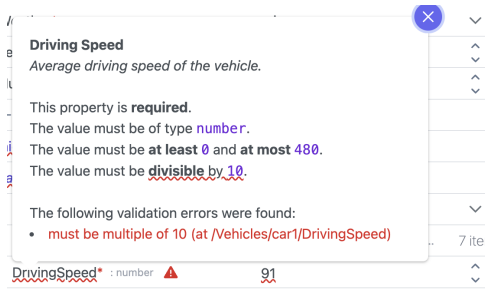 Driving Speed
Average driving speed of the vehicle.
This property is required.
The value must be of type number.
The value must be at least 0 and at most 480.
The value must be divisible by 10.
The following validation errors were found:
• must be multiple of 10 (at /Vehicles/car1/DrivingSpeed)
7 ite
DrivingSpeed* : number 91